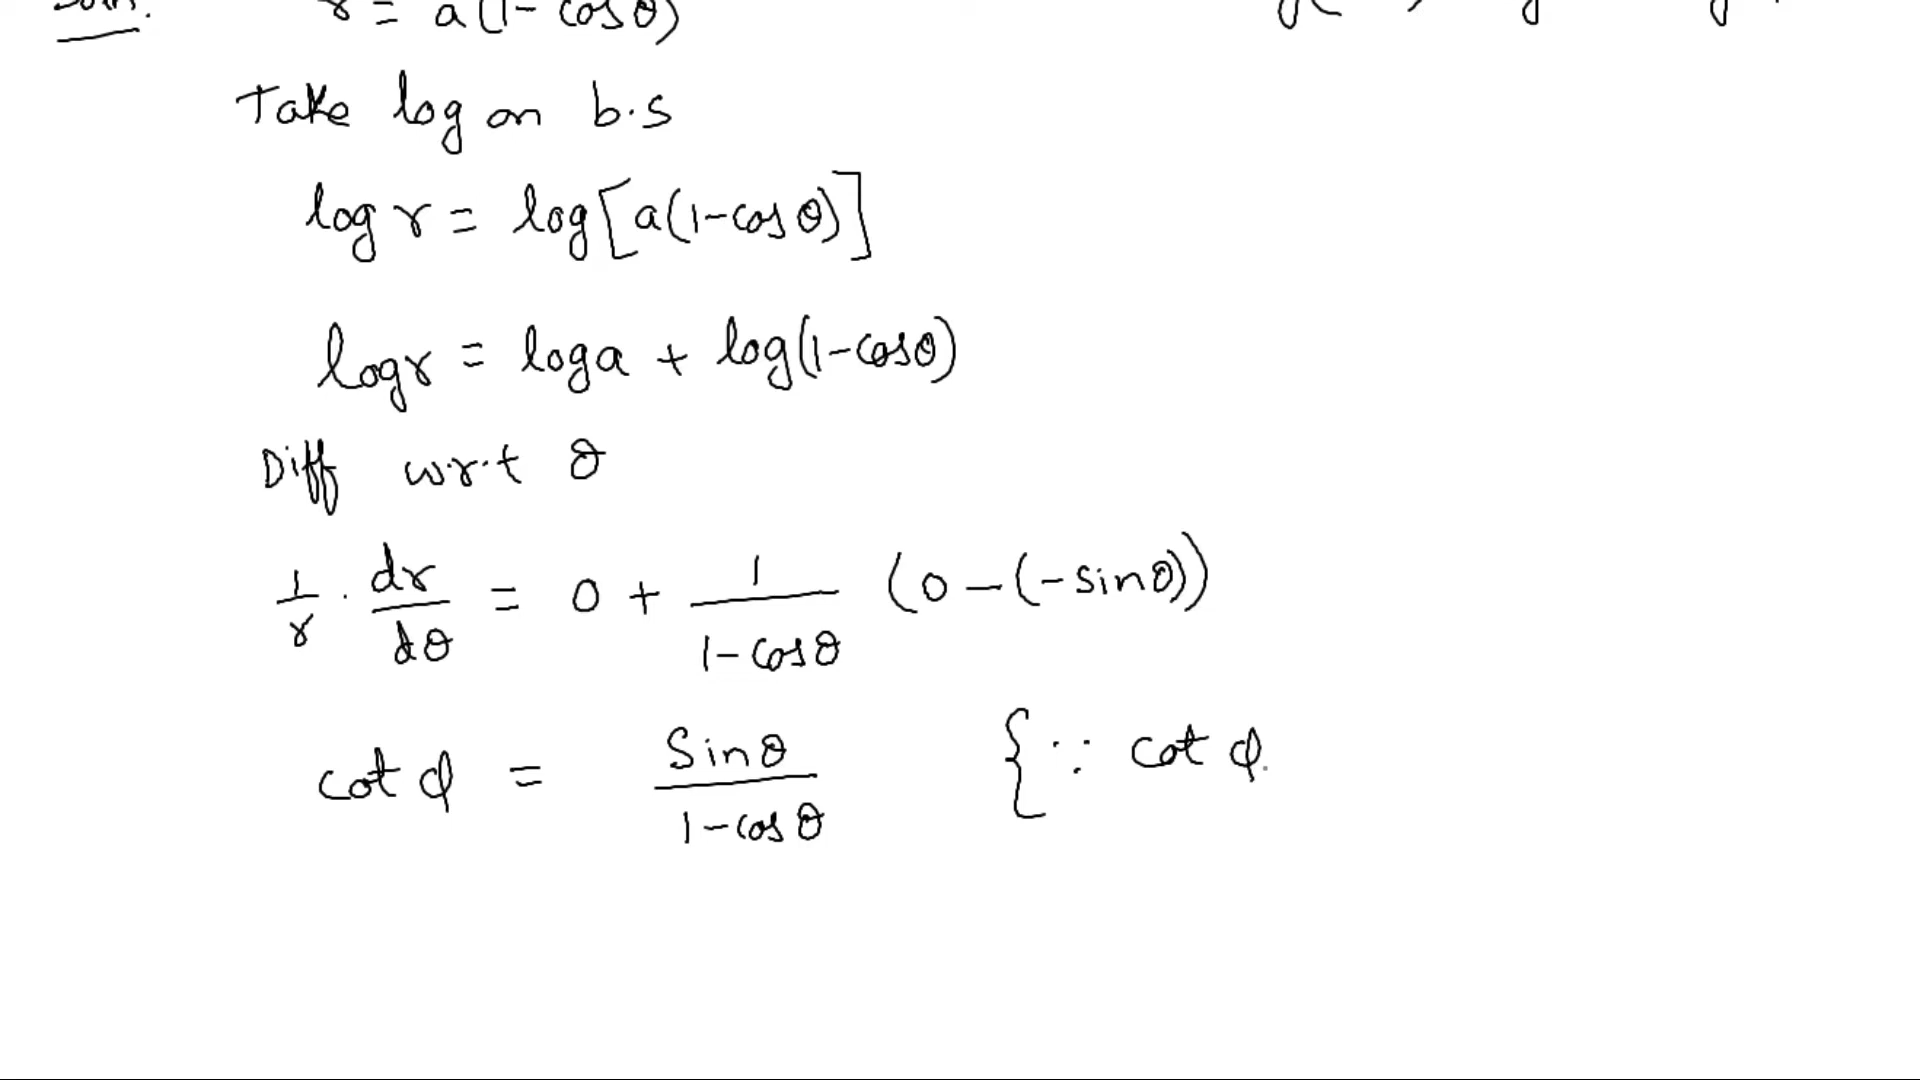 r = a(1- cosθ)
Take log on b.s
log r = log[a(1-cosθ)]
log r = log a + log(1-cosθ)
Diff w.r.t θ
1/r . dr/dθ = 0 + 1/(1-cosθ) (0-(-sinθ))
cot φ = Sinθ/(1-cosθ) {∵ cot φ